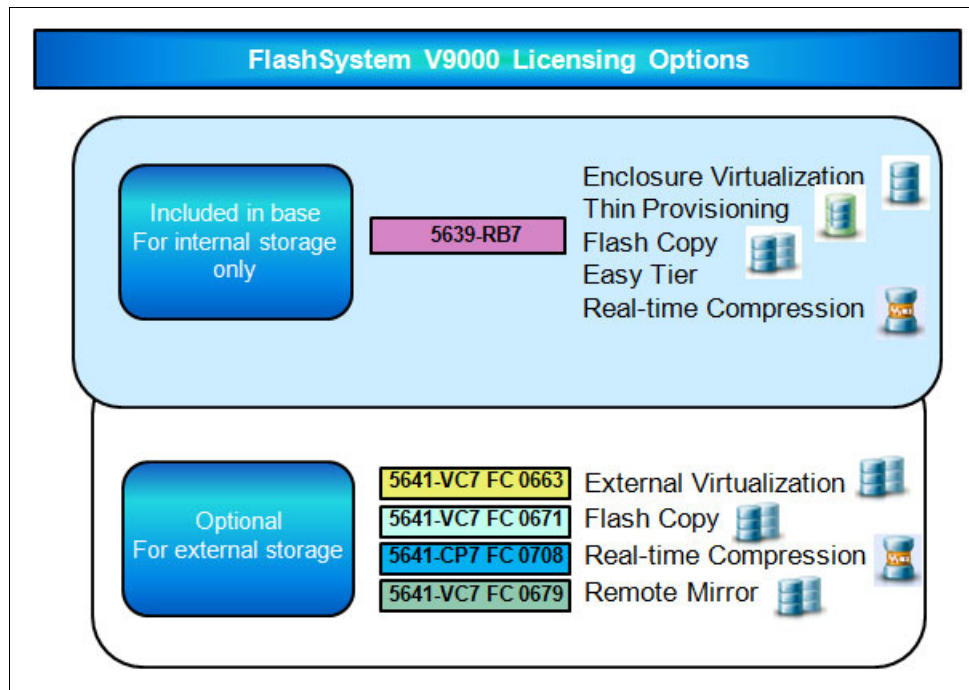 FlashSystem V9000 Licensing Options
Included in base
For internal storage
only
5639-RB7
Enclosure Virtualization
Thin Provisioning
Flash Copy
Easy Tier
Real-time Compression
Optional
For external storage
5641-VC7 FC 0663
External Virtualization
5641-VC7 FC 0671
Flash Copy
5641-CP7 FC 0708
Real-time Compression
5641-VC7 FC 0679
Remote Mirror